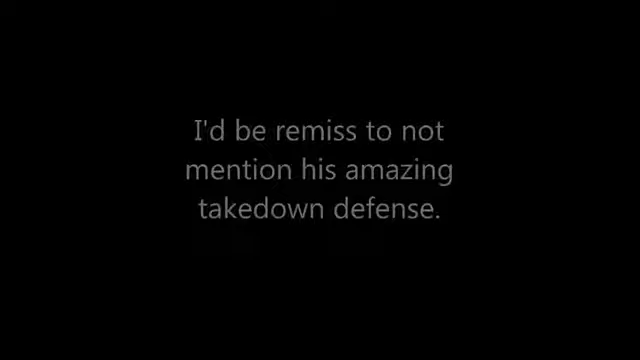 I'd be remiss to not
mention his amazing
takedown defense.